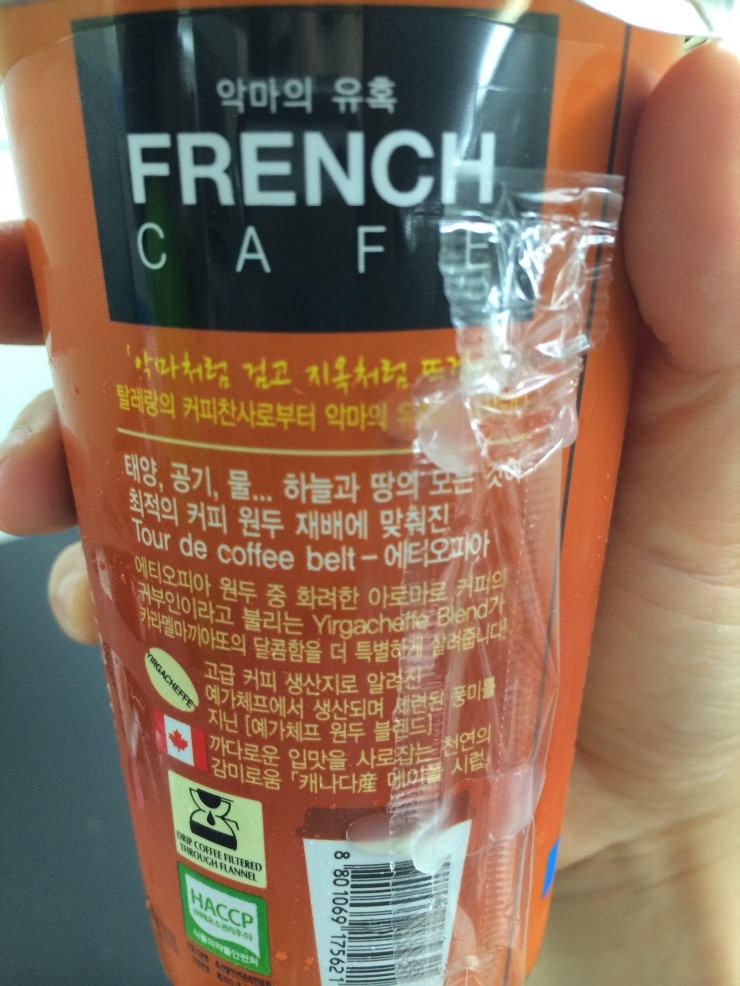 악마의 유혹
FRENCH
CAFE
'악마처럼 검고 지옥처럼
탈레랑의 커피찬사로부터 악마의
태양, 공기, 물... 하늘과 땅의 모든
최적의 커피 원두 재배에 맞춰진
Tour de coffee belt – 에티오피아
에티오피아 원두 중 화려한 아로마로 커피의
귀부인이라고 불리는 Yirgacheffe Blend가
카라멜마끼아또의 달콤함을 더 특별하게 살려줍니다!
YIRGACHEFFE
고급 커피 생산지로 알려진
예가체프에서 생산되며 세련된 풍미를
지닌 [예가체프 원두 블렌드]
까다로운 입맛을 사로잡는 천연의
감미로움 「캐나다産 메이플 시럽」
DRIP COFFEE FILTERED
THROUGH FLANNEL
HACCP
식품의약품안전처
8 801069 175621